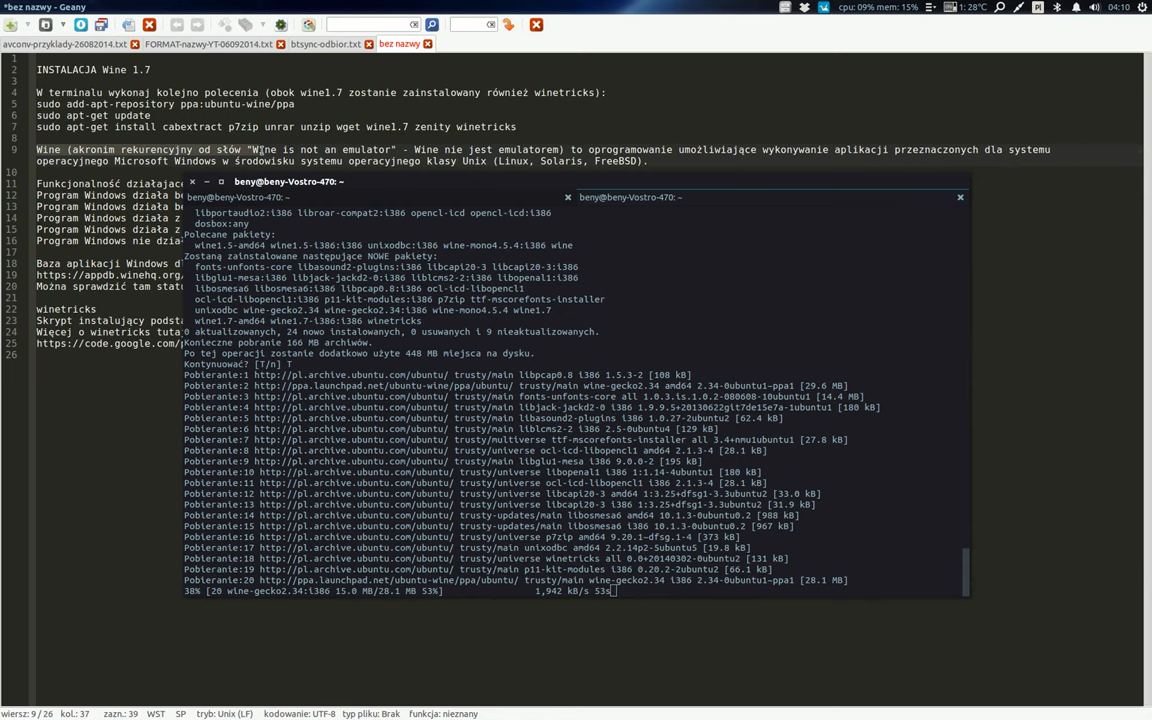 *bez nazwy - Geany
cpu: 09% mem: 15%
1: 28°C
Pl
04:10
avconv-przyklady-26082014.txt
FORMAT-nazwy-YT-06092014.txt
btsync-odbior.txt
bez nazwy
1
2 INSTALACJA Wine 1.7
3
4 W terminalu wykonaj kolejno polecenia (obok wine1.7 zostanie zainstalowany również winetricks):
5 sudo add-apt-repository ppa:ubuntu-wine/ppa
6 sudo apt-get update
7 sudo apt-get install cabextract p7zip unrar unzip wget wine1.7 zenity winetricks
8
9 Wine (akronim rekurencyjny od słów "Wine is not an emulator" - Wine nie jest emulatorem) to oprogramowanie umożliwiające wykonywanie aplikacji przeznaczonych dla systemu
operacyjnego Microsoft Windows w środowisku systemu operacyjnego klasy Unix (Linux, Solaris, FreeBSD).
10
11 Funkcjonalność działające
12 Program Windows działa be
13 Program Windows działa be
14 Program Windows działa z
15 Program Windows działa z
16 Program Windows nie dział
17
18 Baza aplikacji Windows dz
19 https://appdb.winehq.org/
20 Można sprawdzić tam statu
21
22 winetricks
23 Skrypt instalujący podsta
24 Więcej o winetricks tuta
25 https://code.google.com/p
26
beny@beny-Vostro-470: ~
beny@beny-Vostro-470: ~
beny@beny-Vostro-470: ~
libportaudio2:i386 libroar-compat2:i386 opencl-icd opencl-icd:i386
dosbox:any
Polecane pakiety:
wine1.5-amd64 wine1.5-i386:i386 unixodbc:i386 wine-mono4.5.4:i386 wine
Zostaną zainstalowane następujące NOWE pakiety:
fonts-unfonts-core libasound2-plugins:i386 libcapi20-3 libcapi20-3:i386
libglu1-mesa:i386 libjack-jackd2-0:i386 liblcms2-2:i386 libopenal1:i386
libosmesa6 libosmesa6:i386 libpcap0.8:i386 ocl-icd-libopencl1
ocl-icd-libopencl1:i386 p11-kit-modules:i386 p7zip ttf-mscorefonts-installer
unixodbc wine-gecko2.34 wine-gecko2.34:i386 wine-mono4.5.4 wine1.7
wine1.7-amd64 wine1.7-i386:i386 winetricks
0 aktualizowanych, 24 nowo instalowanych, 0 usuwanych i 9 nieaktualizowanych.
Konieczne pobranie 166 MB archiwów.
Po tej operacji zostanie dodatkowo użyte 448 MB miejsca na dysku.
Kontynuować? [T/n] T
Pobieranie:1 http://pl.archive.ubuntu.com/ubuntu/ trusty/main libpcap0.8 i386 1.5.3-2 [108 kB]
Pobieranie:2 http://ppa.launchpad.net/ubuntu-wine/ppa/ubuntu/ trusty/main wine-gecko2.34 amd64 2.34-0ubuntu1~ppa1 [29.6 MB]
Pobieranie:3 http://pl.archive.ubuntu.com/ubuntu/ trusty/main fonts-unfonts-core all 1.0.3.is.1.0.2-080608-10ubuntu1 [14.4 MB]
Pobieranie:4 http://pl.archive.ubuntu.com/ubuntu/ trusty/main libjack-jackd2-0 i386 1.9.9.5+20130622git7de15e7a-1ubuntu1 [180 kB]
Pobieranie:5 http://pl.archive.ubuntu.com/ubuntu/ trusty/main libasound2-plugins i386 1.0.27-2ubuntu2 [62.4 kB]
Pobieranie:6 http://pl.archive.ubuntu.com/ubuntu/ trusty/main liblcms2-2 i386 2.5-0ubuntu4 [129 kB]
Pobieranie:7 http://pl.archive.ubuntu.com/ubuntu/ trusty/multiverse ttf-mscorefonts-installer all 3.4+nmu1ubuntu1 [27.8 kB]
Pobieranie:8 http://pl.archive.ubuntu.com/ubuntu/ trusty/universe ocl-icd-libopencl1 amd64 2.1.3-4 [28.1 kB]
Pobieranie:9 http://pl.archive.ubuntu.com/ubuntu/ trusty/main libglu1-mesa i386 9.0.0-2 [195 kB]
Pobieranie:10 http://pl.archive.ubuntu.com/ubuntu/ trusty/universe libopenal1 i386 1:1.14-4ubuntu1 [180 kB]
Pobieranie:11 http://pl.archive.ubuntu.com/ubuntu/ trusty/universe ocl-icd-libopencl1 i386 2.1.3-4 [28.1 kB]
Pobieranie:12 http://pl.archive.ubuntu.com/ubuntu/ trusty/universe libcapi20-3 amd64 1:3.25+dfsg1-3.3ubuntu2 [33.0 kB]
Pobieranie:13 http://pl.archive.ubuntu.com/ubuntu/ trusty/universe libcapi20-3 i386 1:3.25+dfsg1-3.3ubuntu2 [31.9 kB]
Pobieranie:14 http://pl.archive.ubuntu.com/ubuntu/ trusty-updates/main libosmesa6 amd64 10.1.3-0ubuntu0.2 [988 kB]
Pobieranie:15 http://pl.archive.ubuntu.com/ubuntu/ trusty-updates/main libosmesa6 i386 10.1.3-0ubuntu0.2 [967 kB]
Pobieranie:16 http://pl.archive.ubuntu.com/ubuntu/ trusty/universe p7zip amd64 9.20.1~dfsg.1-4 [373 kB]
Pobieranie:17 http://pl.archive.ubuntu.com/ubuntu/ trusty/main unixodbc amd64 2.2.14p2-5ubuntu5 [19.8 kB]
Pobieranie:18 http://pl.archive.ubuntu.com/ubuntu/ trusty/universe winetricks all 0.0+20140302-0ubuntu2 [131 kB]
Pobieranie:19 http://pl.archive.ubuntu.com/ubuntu/ trusty/main p11-kit-modules i386 0.20.2-2ubuntu2 [66.1 kB]
Pobieranie:20 http://ppa.launchpad.net/ubuntu-wine/ppa/ubuntu/ trusty/main wine-gecko2.34 i386 2.34-0ubuntu1~ppa1 [28.1 MB]
38% [20 wine-gecko2.34:i386 15.0 MB/28.1 MB 53%] 1,942 kB/s 53s
wiersz: 9 / 26 kol.: 37 zazn.: 39 WST SP tryb: Unix (LF) kodowanie: UTF-8 typ pliku: Brak funkcja: nieznany